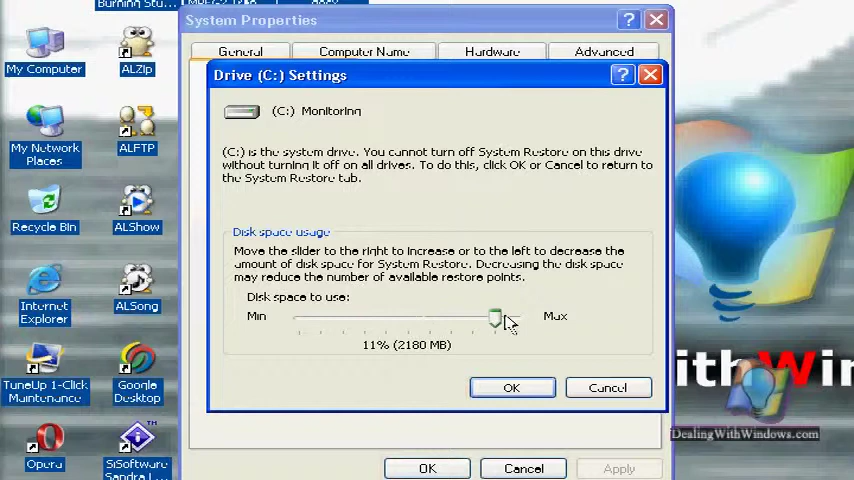 Burning Stu...
System Properties
General
Computer Name
Hardware
Advanced
My Computer
ALZip
Drive (C:) Settings
(C:) Monitoring
My Network
Places
ALFTP
(C:) is the system drive. You cannot turn off System Restore on this drive
without turning it off on all drives. To do this, click OK or Cancel to return to
the System Restore tab.
Recycle Bin
ALShow
Disk space usage
Move the slider to the right to increase or to the left to decrease the
amount of disk space for System Restore. Decreasing the disk space
may reduce the number of available restore points.
Disk space to use:
Min
Max
11% (2180 MB)
Internet
Explorer
ALSong
OK
Cancel
TuneUp 1-Click
Maintenance
Google
Desktop
ith Win
DealingWithWindows.com
Opera
SiSoftware
Sandra L...
OK
Cancel
Apply